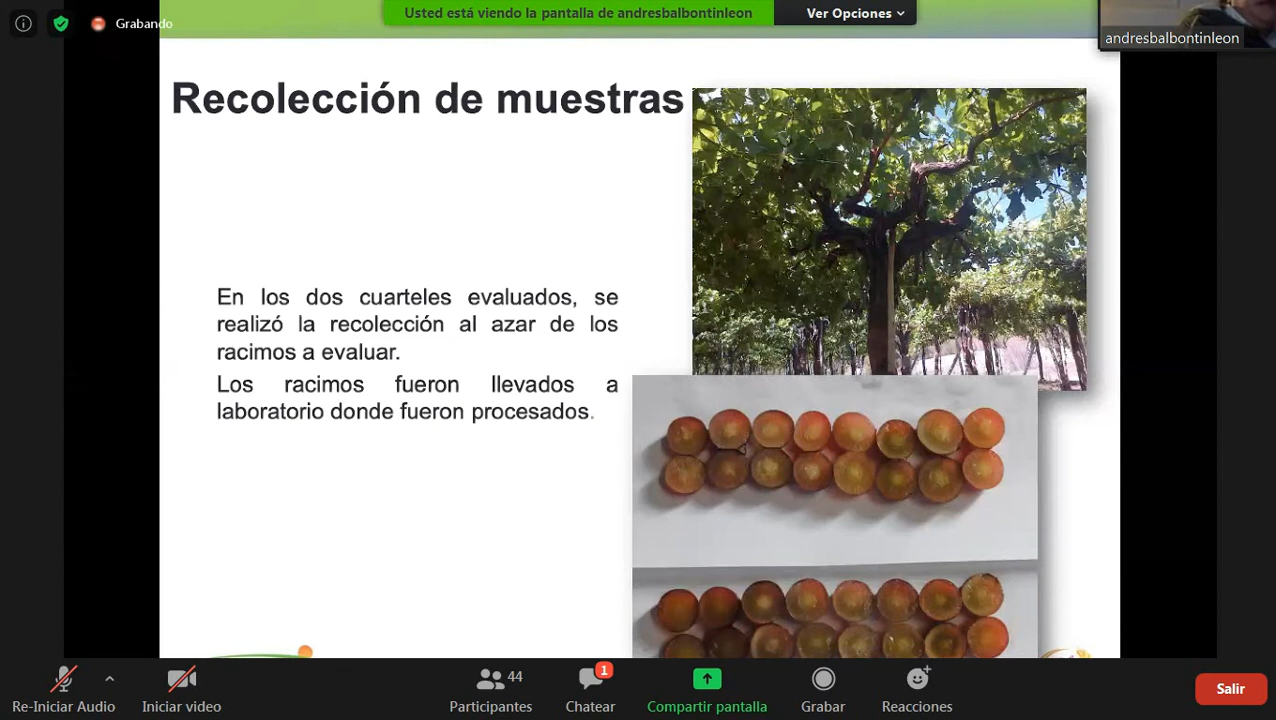 Grabando
Usted está viendo la pantalla de andresbalbontinleon
Ver Opciones
andresbalbontinleon
Recolección de muestras
En los dos cuarteles evaluados, se
realizó la recolección al azar de los
racimos a evaluar.
Los racimos fueron llevados a
laboratorio donde fueron procesados.
44
1
Re-Iniciar Audio
Iniciar video
Participantes
Chatear
Compartir pantalla
Grabar
Reacciones
Salir